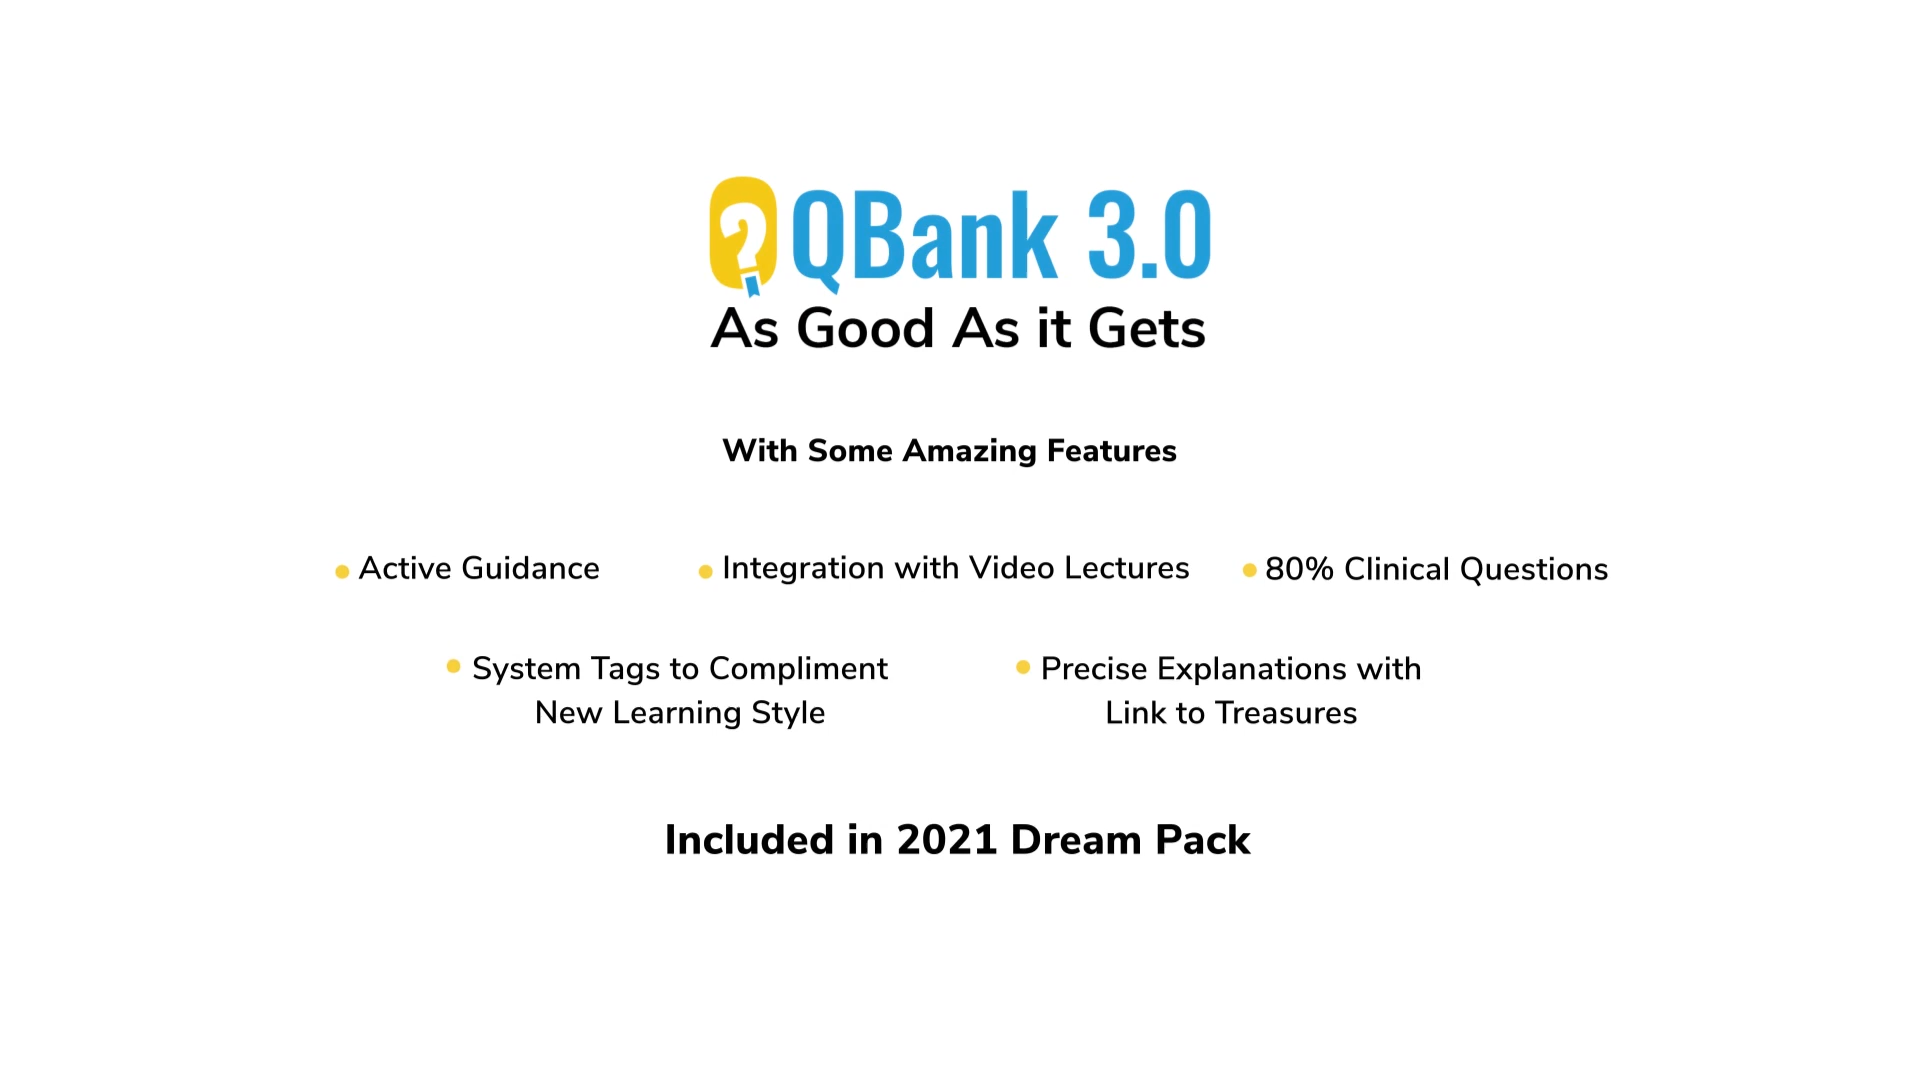 QBank 3.0
As Good As it Gets
With Some Amazing Features
Active Guidance
Integration with Video Lectures
80% Clinical Questions
System Tags to Compliment
New Learning Style
Precise Explanations with
Link to Treasures
Included in 2021 Dream Pack